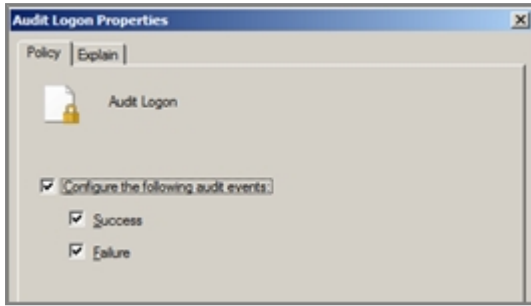 Audit Logon Properties
Policy Explain
Audit Logon
Configure the following audit events:
Success
Failure